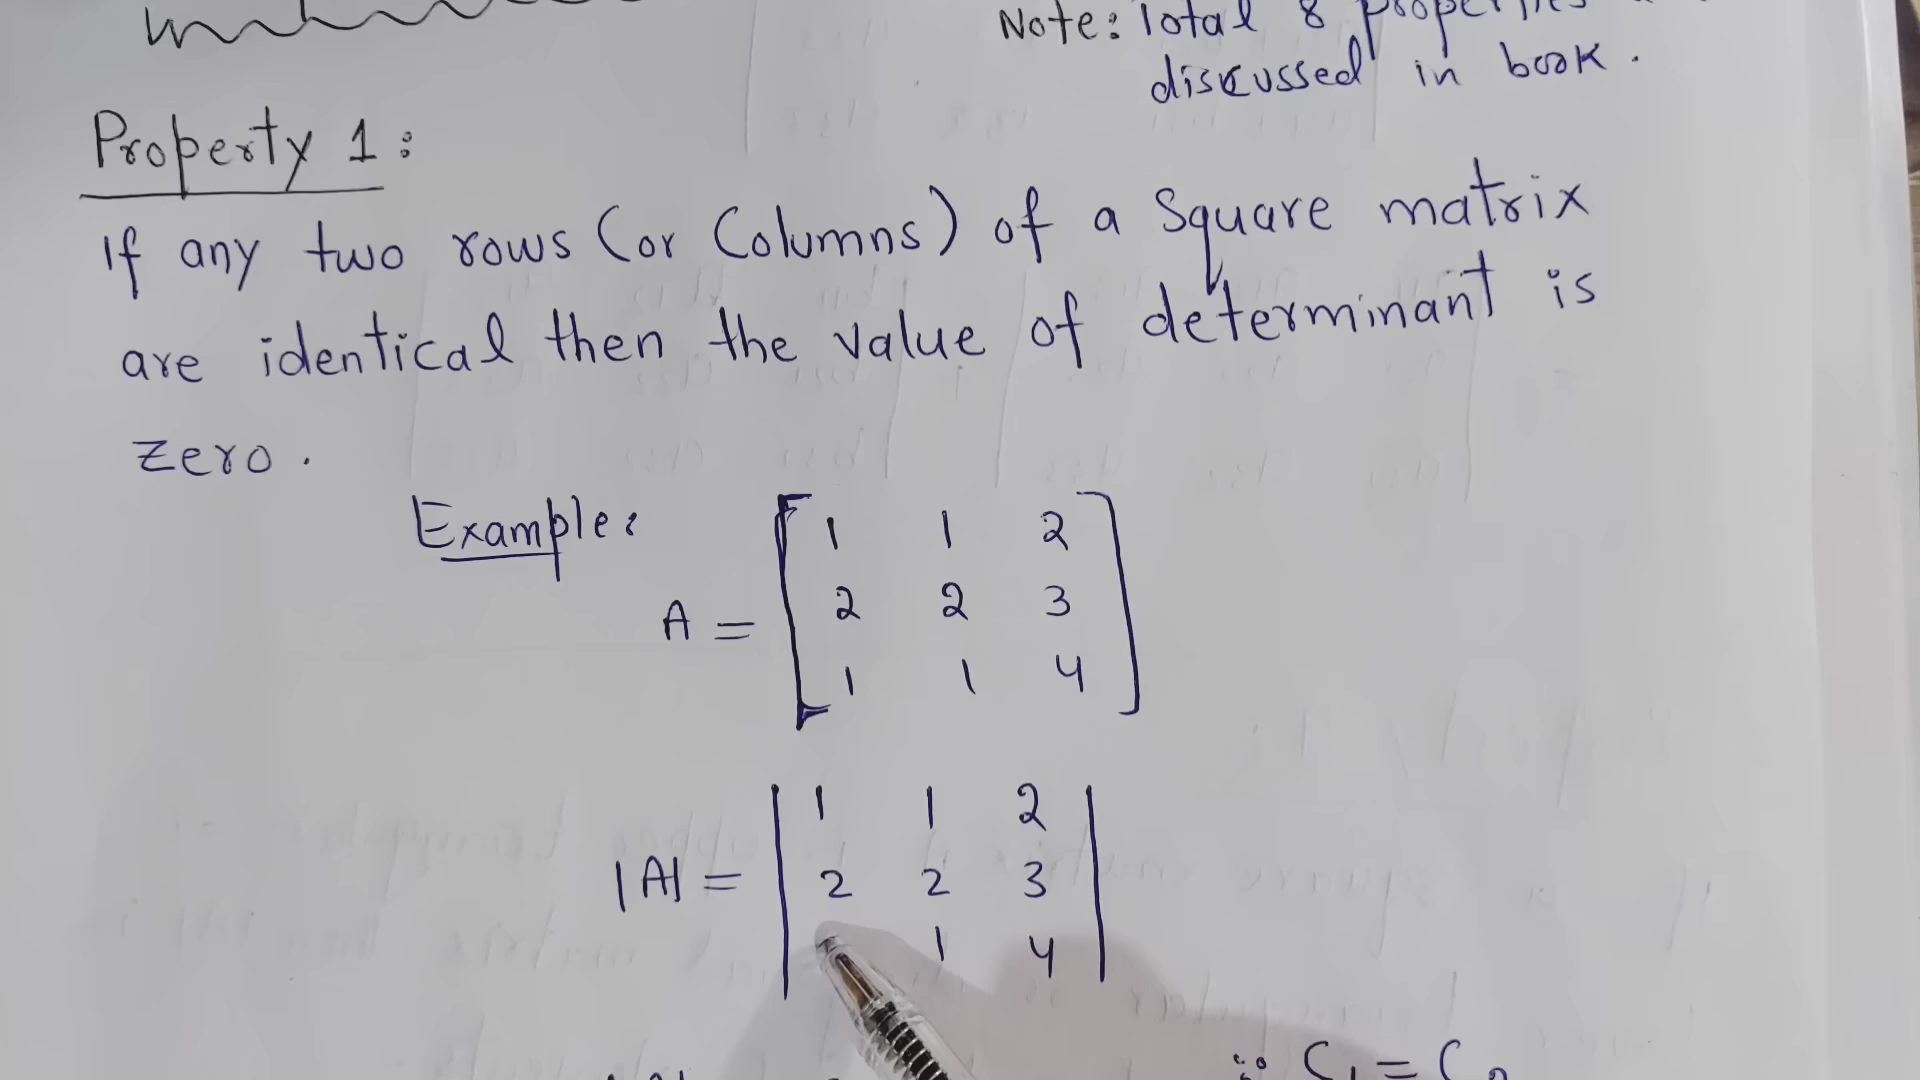 Note: Total 8 properties
discussed in book.
Property 1:
If any two rows (or Columns) of a Square matrix
are identical then the value of determinant is
zero.
Example:
A = [ 1 1 2
2 2 3
1 1 4 ]
|A| = | 1 1 2
2 2 3
1 4 |
∵ C₁ = C₂